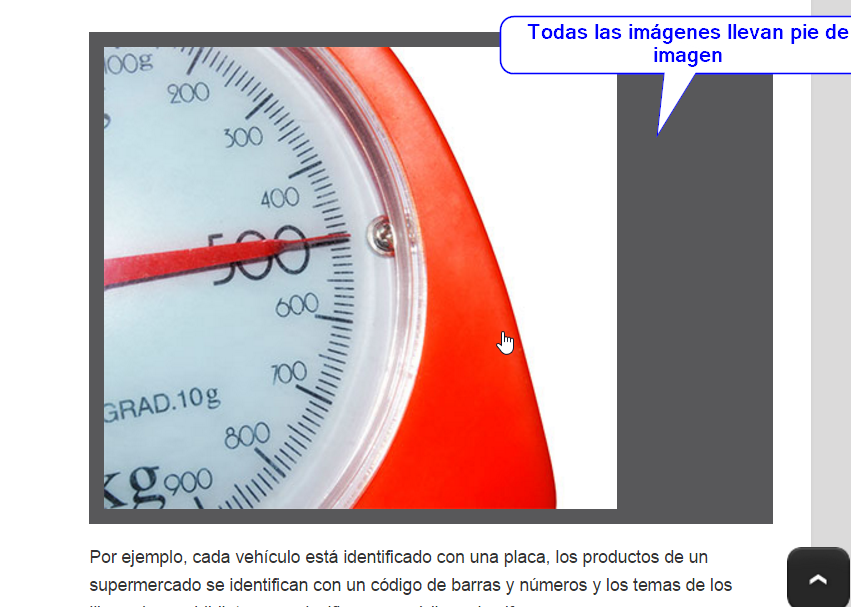 Todas las imágenes llevan pie de
imagen
100g
200
300
400
500
600
700
GRAD.10g
800
kg
900
Por ejemplo, cada vehículo está identificado con una placa, los productos de un
supermercado se identifican con un código de barras y números y los temas de los